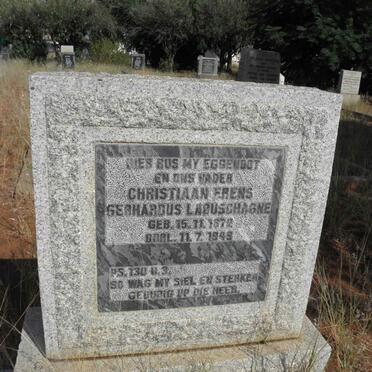 HIER RUS MY EGGENOOT
EN ONS VADER
CHRISTIAAN FRENS
GERHARDUS LABUSCHAGNE
GEB. 15.11.1872
OORL. 11.7.1949
PS. 130 V.3.
SO WAG MY SIEL EN STERKER
GEDURIG OP DIE HEER.